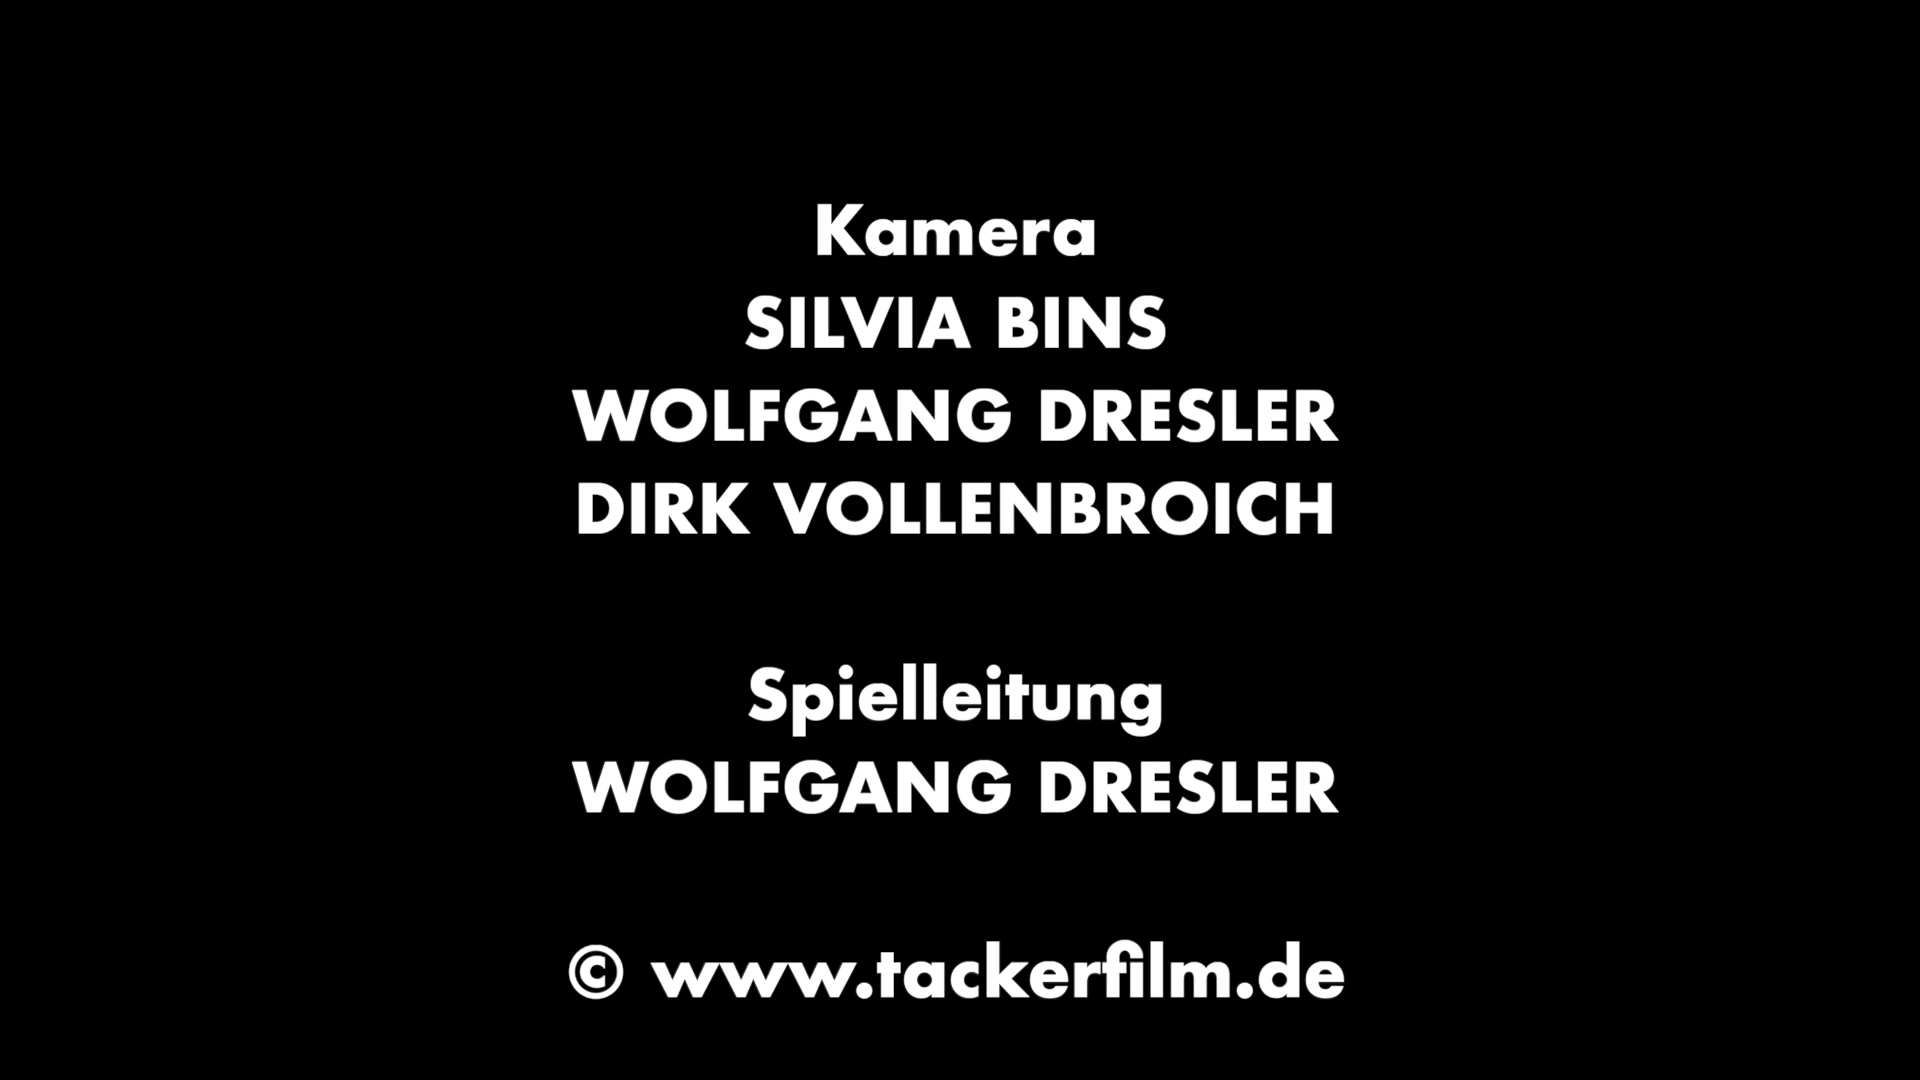 Kamera
SILVIA BINS
WOLFGANG DRESLER
DIRK VOLLENBROICH
Spielleitung
WOLFGANG DRESLER
© www.tackerfilm.de